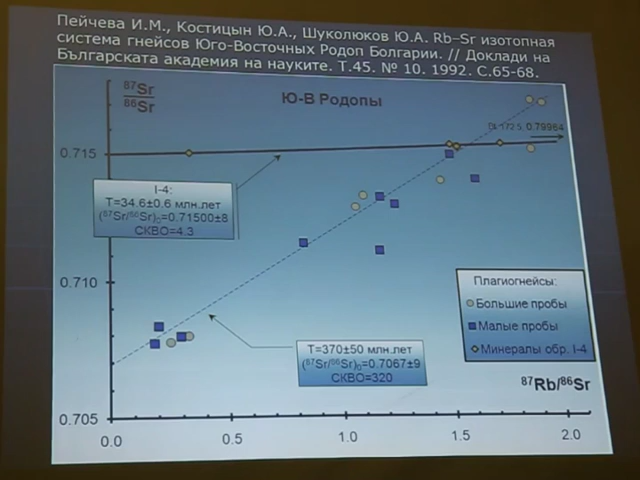 Пейчева И.М., Костицын Ю.А., Шуколюков Ю.А. Rb–Sr изотопная
система гнейсов Юго-Восточных Родоп Болгарии. // Доклади на
Българската академия на науките. Т.45. № 10. 1992. С.65-68.
87Sr
86Sr
Ю-В Родопы
0.79984
0.715
I-4:
T=34.6±0.6 млн.лет
(87Sr/86Sr)0=0.71500±8
СКВО=4.3
0.710
Плагиогнейсы:
Большие пробы
Малые пробы
Минералы обр. I-4
T=370±50 млн.лет
(87Sr/86Sr)0=0.7067±9
СКВО=320
87Rb/86Sr
0.705
0.0 0.5 1.0 1.5 2.0